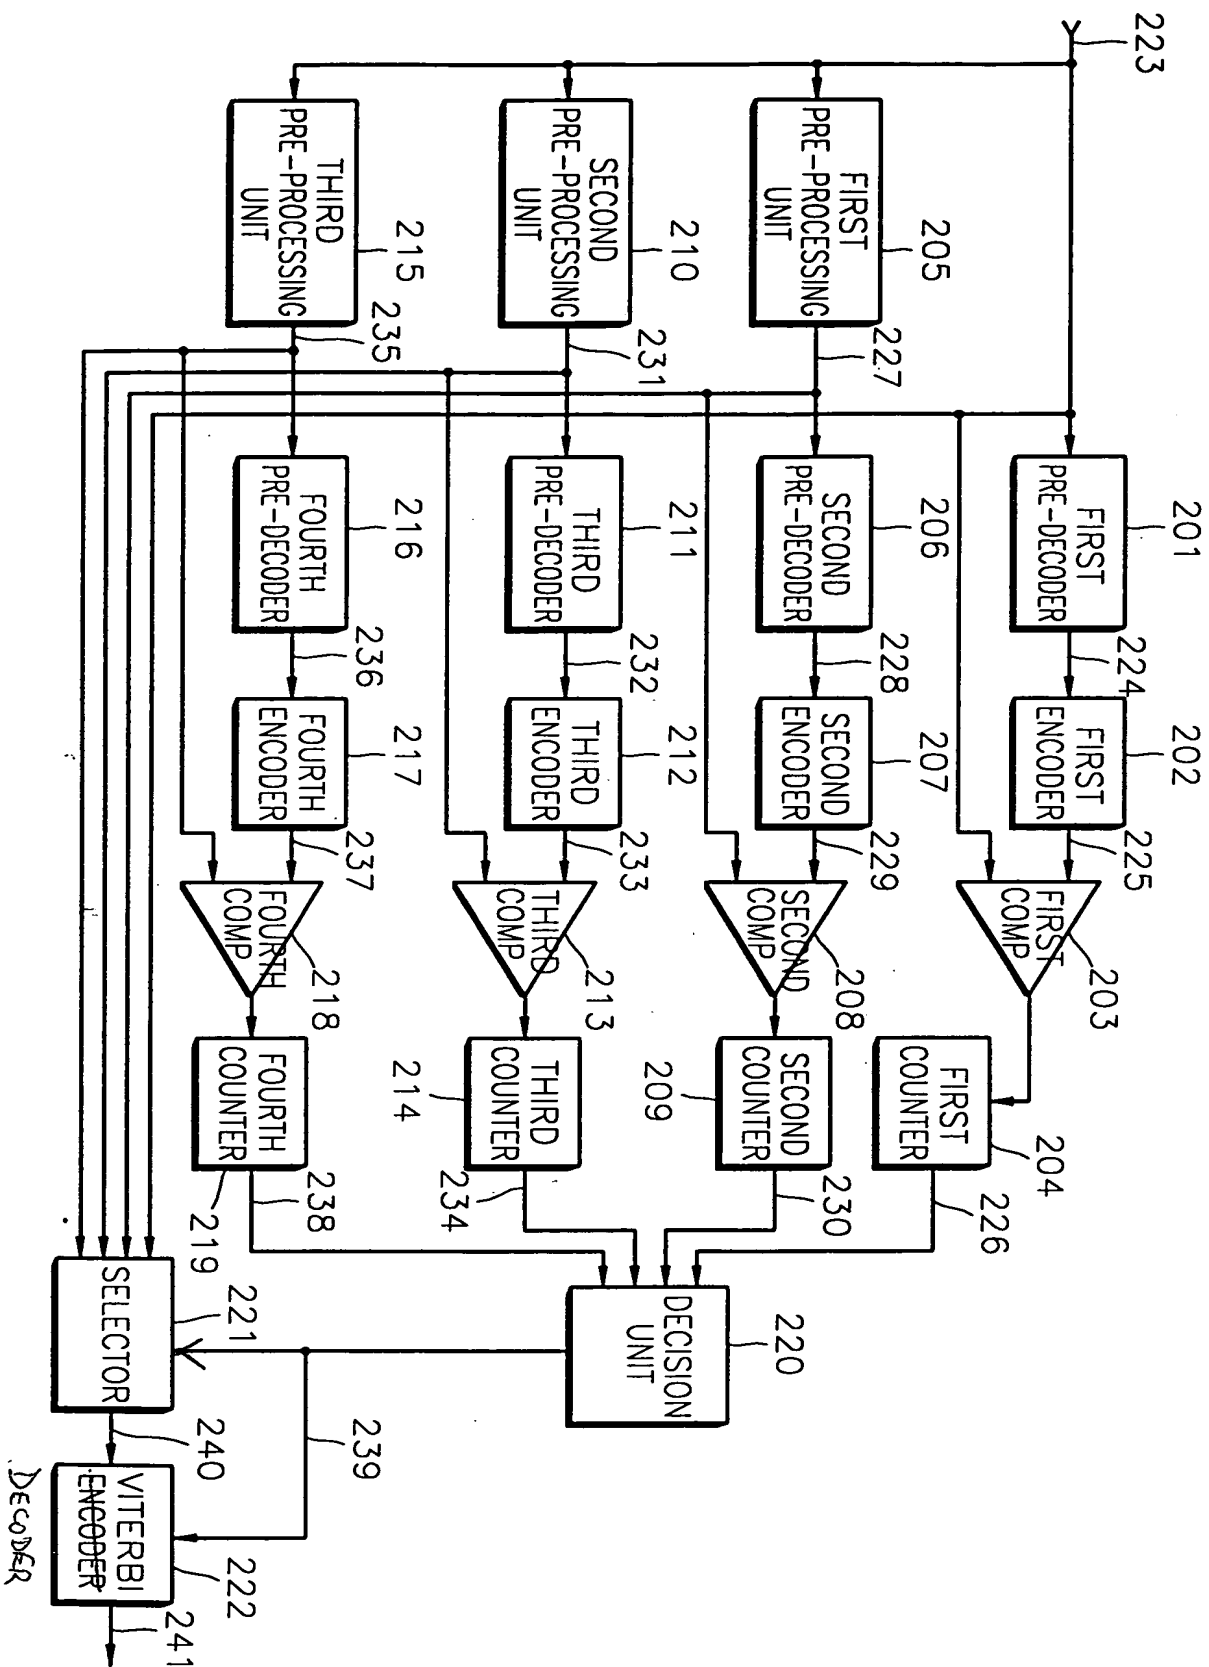 223
FIRST
PRE-DECODER
201
224
FIRST
ENCODER
202
225
FIRST
COMP
203
FIRST
COUNTER
204
226
FIRST
PRE-PROCESSING
UNIT
205
227
SECOND
PRE-DECODER
206
228
SECOND
ENCODER
207
229
SECOND
COMP
208
SECOND
COUNTER
209
230
SECOND
PRE-PROCESSING
UNIT
210
231
THIRD
PRE-DECODER
211
232
THIRD
ENCODER
212
233
THIRD
COMP
213
THIRD
COUNTER
214
234
THIRD
PRE-PROCESSING
UNIT
215
235
FOURTH
PRE-DECODER
216
236
FOURTH
ENCODER
217
237
FOURTH
COMP
218
FOURTH
COUNTER
219
238
DECISION
UNIT
220
239
SELECTOR
221
240
VITERBI
ENCODER
222
241
DECODER